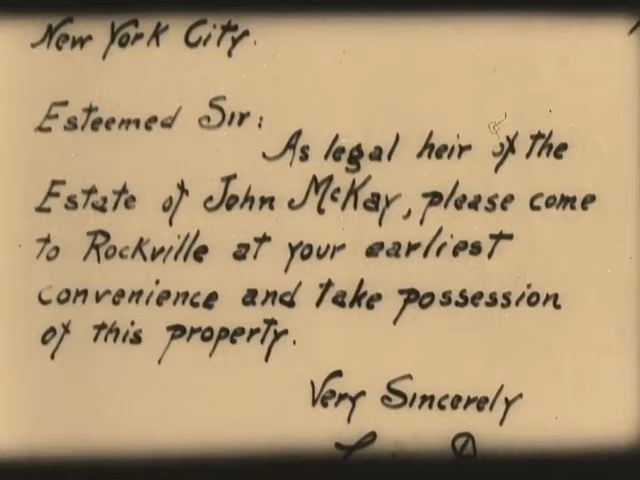 New York City.
Esteemed Sir:
As legal heir of the
Estate of John McKay, please come
to Rockville at your earliest
convenience and take possession
of this property.
Very Sincerely